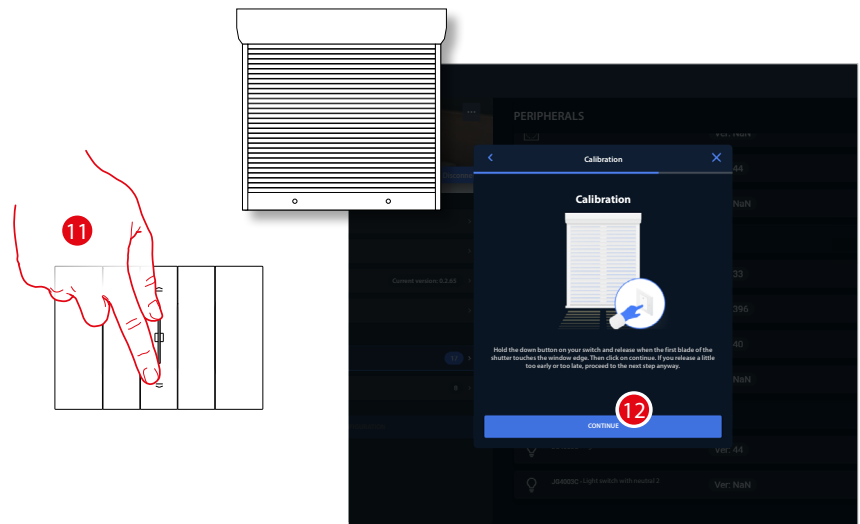 PERIPHERALS
Ver: NaN
Calibration
44
NaN
Calibration
Current version: 0.2.65
33
396
40
Hold the down button on your switch and release when the first blade of the
shutter touches the window edge. Then click on continue. If you release a little
too early or too late, proceed to the next step anyway.
NaN
11
12
CONTINUE
Ver: 44
JG4003C - Light switch with neutral 2
Ver: NaN